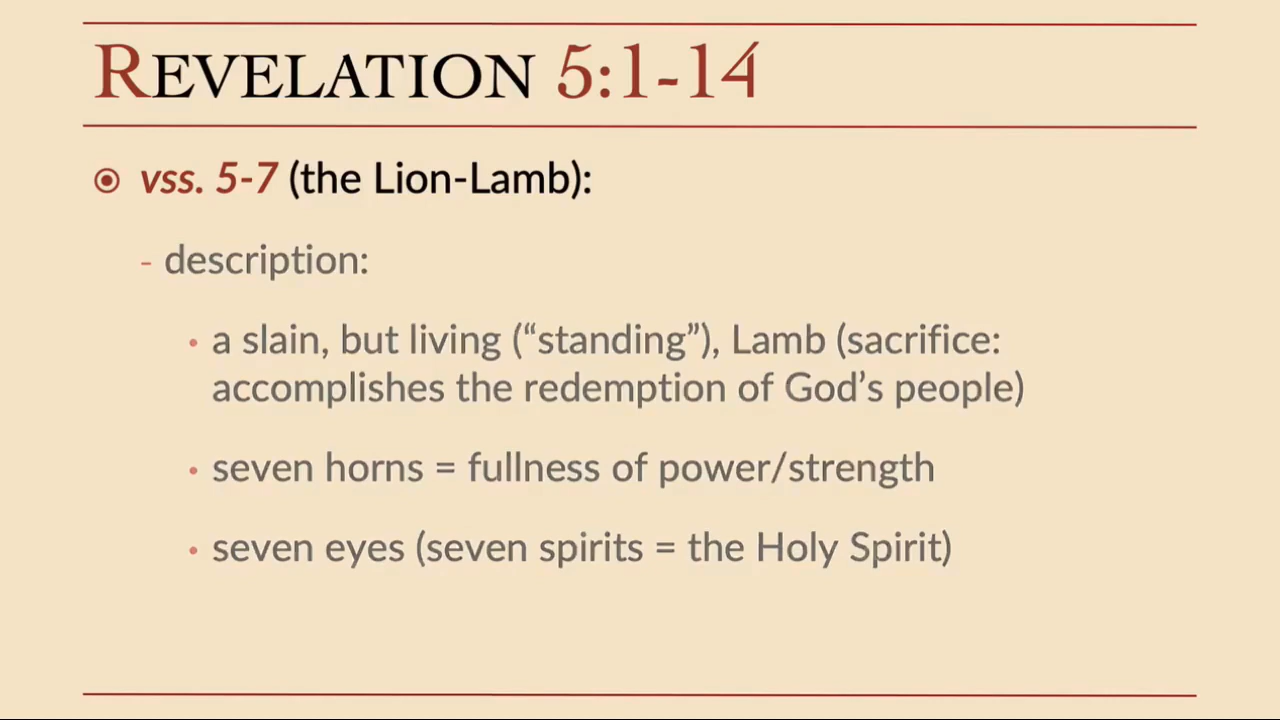 REVELATION 5:1-14
vss. 5-7 (the Lion-Lamb):
- description:
• a slain, but living (“standing”), Lamb (sacrifice:
accomplishes the redemption of God’s people)
• seven horns = fullness of power/strength
• seven eyes (seven spirits = the Holy Spirit)